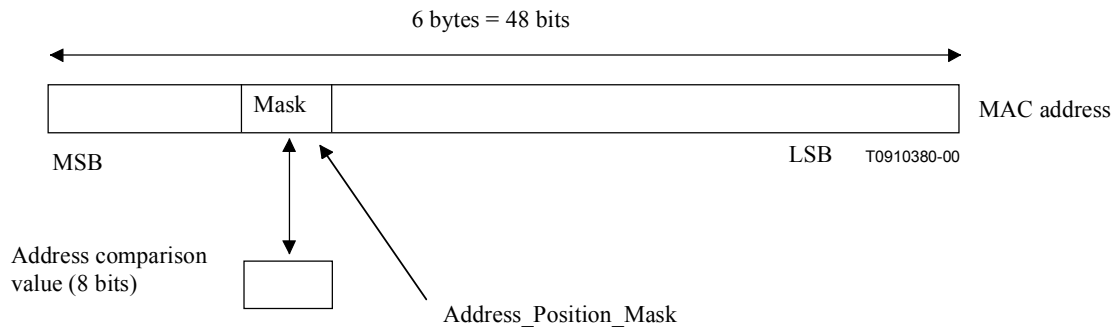 6 bytes = 48 bits
Mask
MAC address
MSB
LSB
T0910380-00
Address comparison
value (8 bits)
Address_Position_Mask